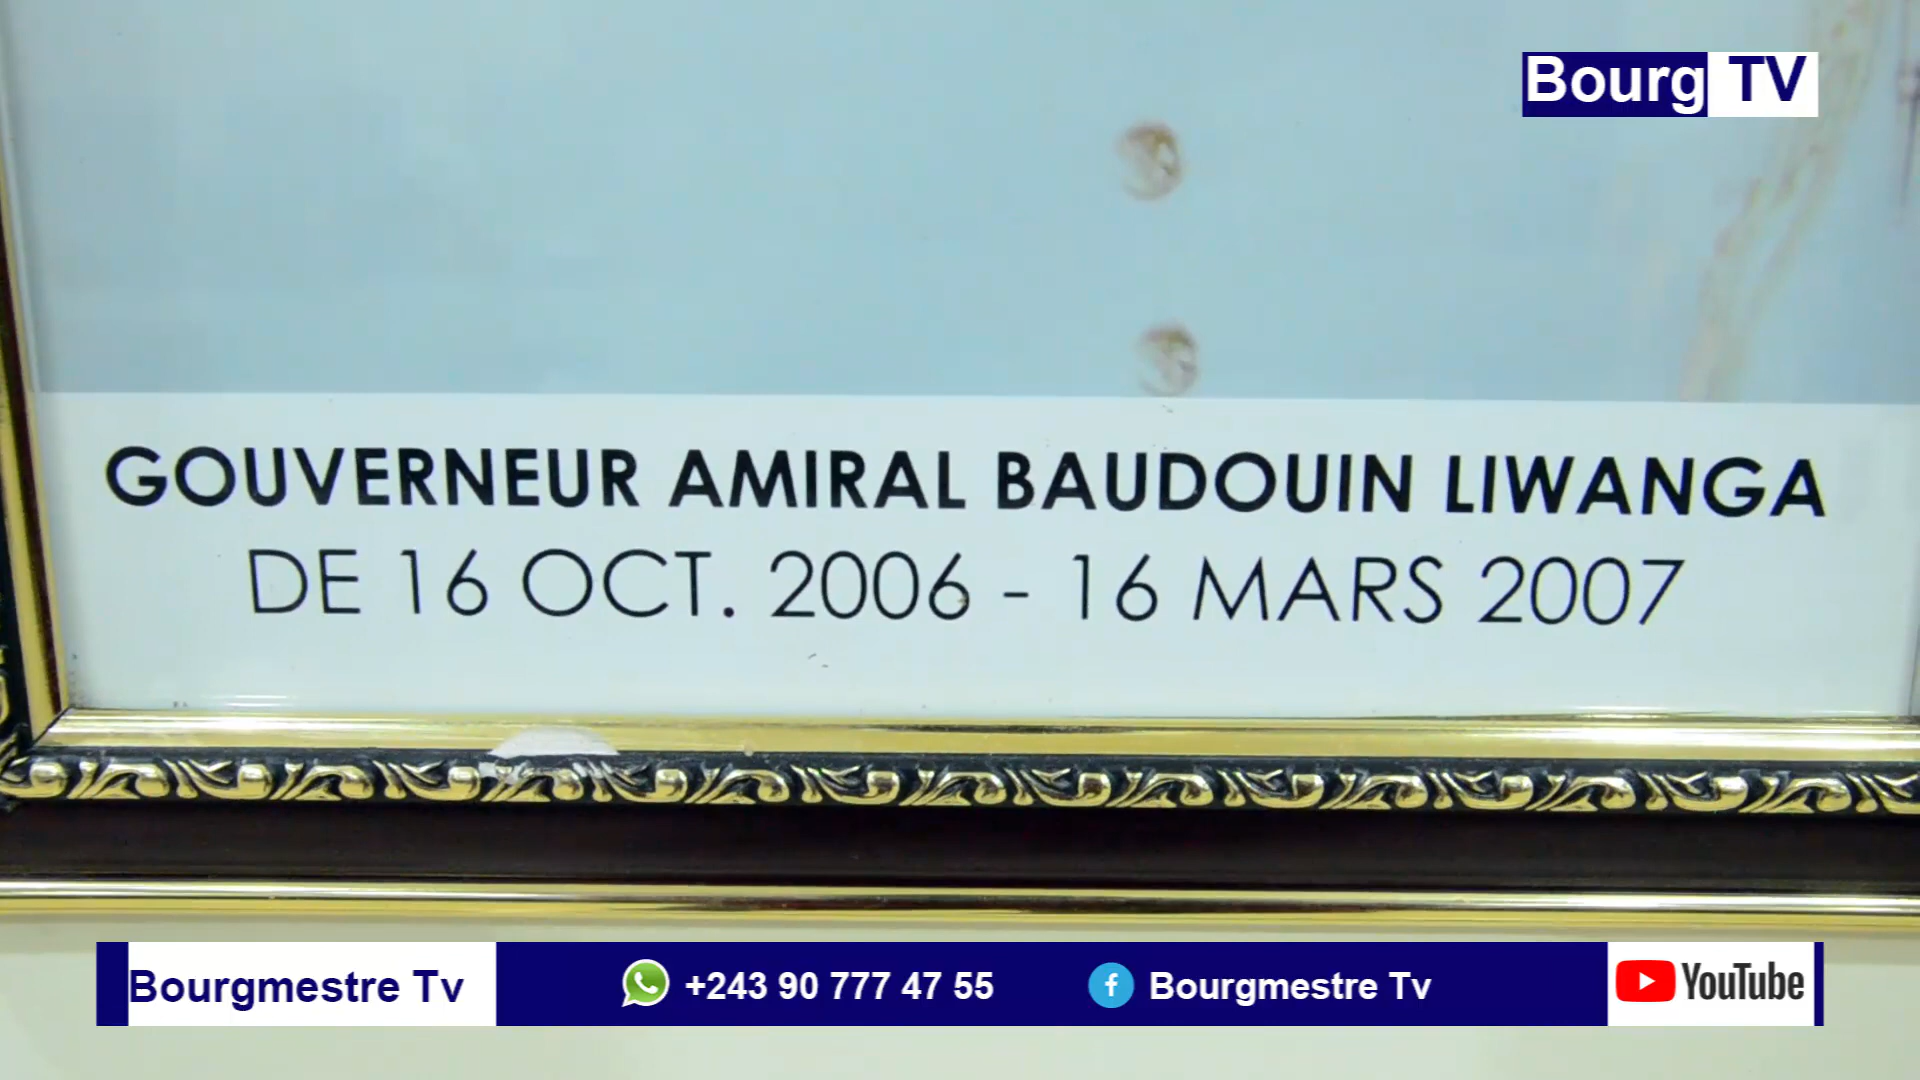 Bourg TV
GOUVERNEUR AMIRAL BAUDOUIN LIWANGA
DE 16 OCT. 2006 - 16 MARS 2007
Bourgmestre Tv
+243 90 777 47 55
Bourgmestre Tv
YouTube